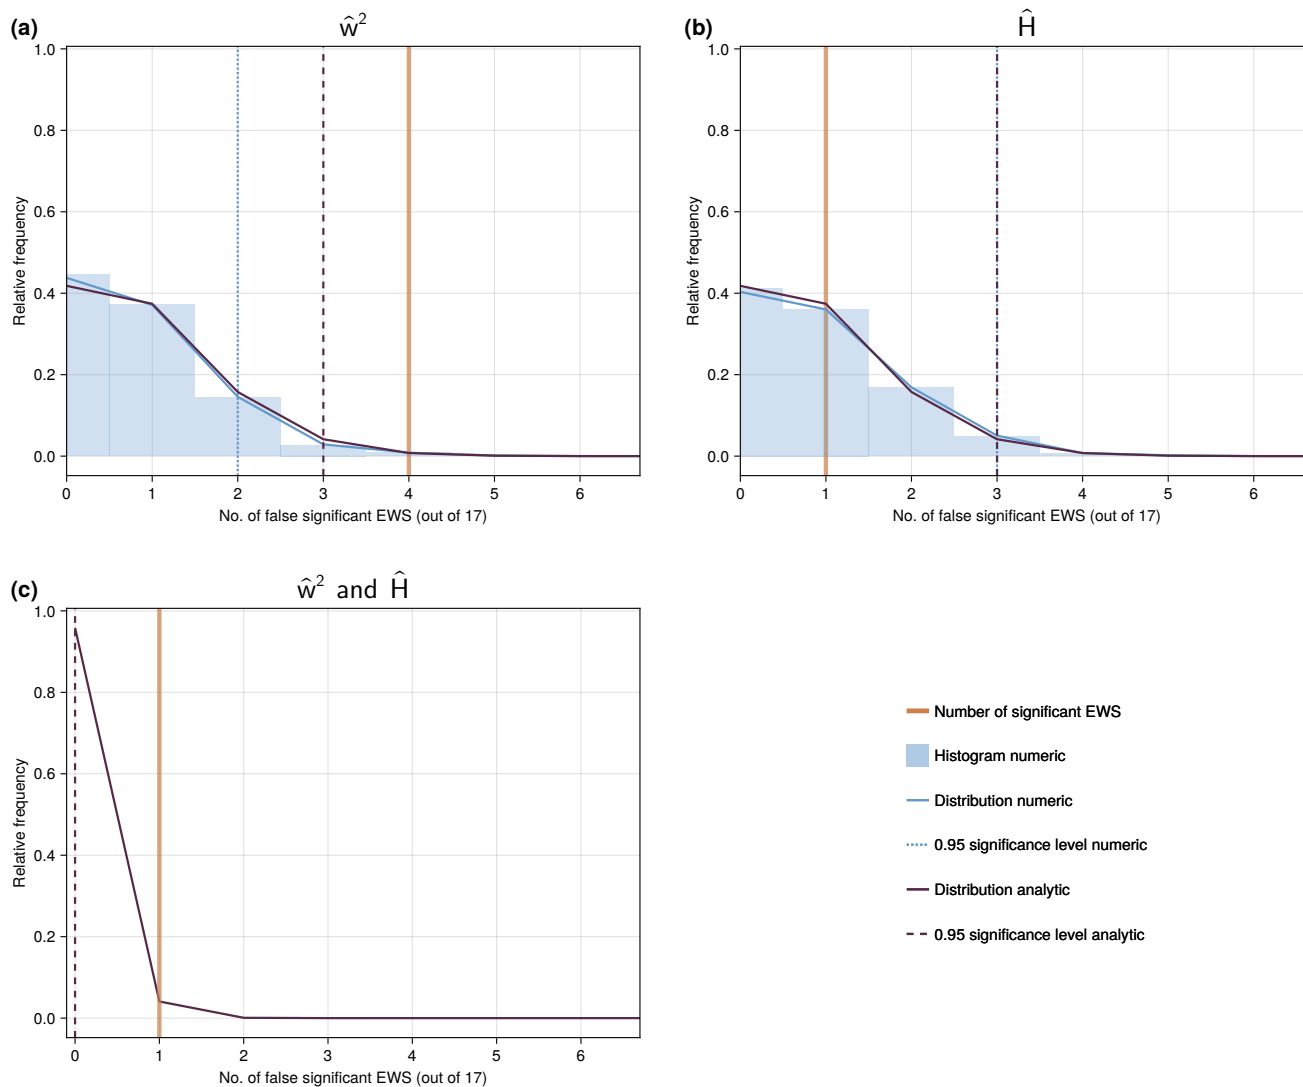 (a)
ŵ²
1.0
0.8
0.6
0.4
0.2
0.0
Relative frequency
0 1 2 3 4 5 6
No. of false significant EWS (out of 17)
(b)
Ĥ
1.0
0.8
0.6
0.4
0.2
0.0
Relative frequency
0 1 2 3 4 5 6
No. of false significant EWS (out of 17)
(c)
ŵ² and Ĥ
1.0
0.8
0.6
0.4
0.2
0.0
Relative frequency
0 1 2 3 4 5 6
No. of false significant EWS (out of 17)
Number of significant EWS
Histogram numeric
Distribution numeric
0.95 significance level numeric
Distribution analytic
0.95 significance level analytic